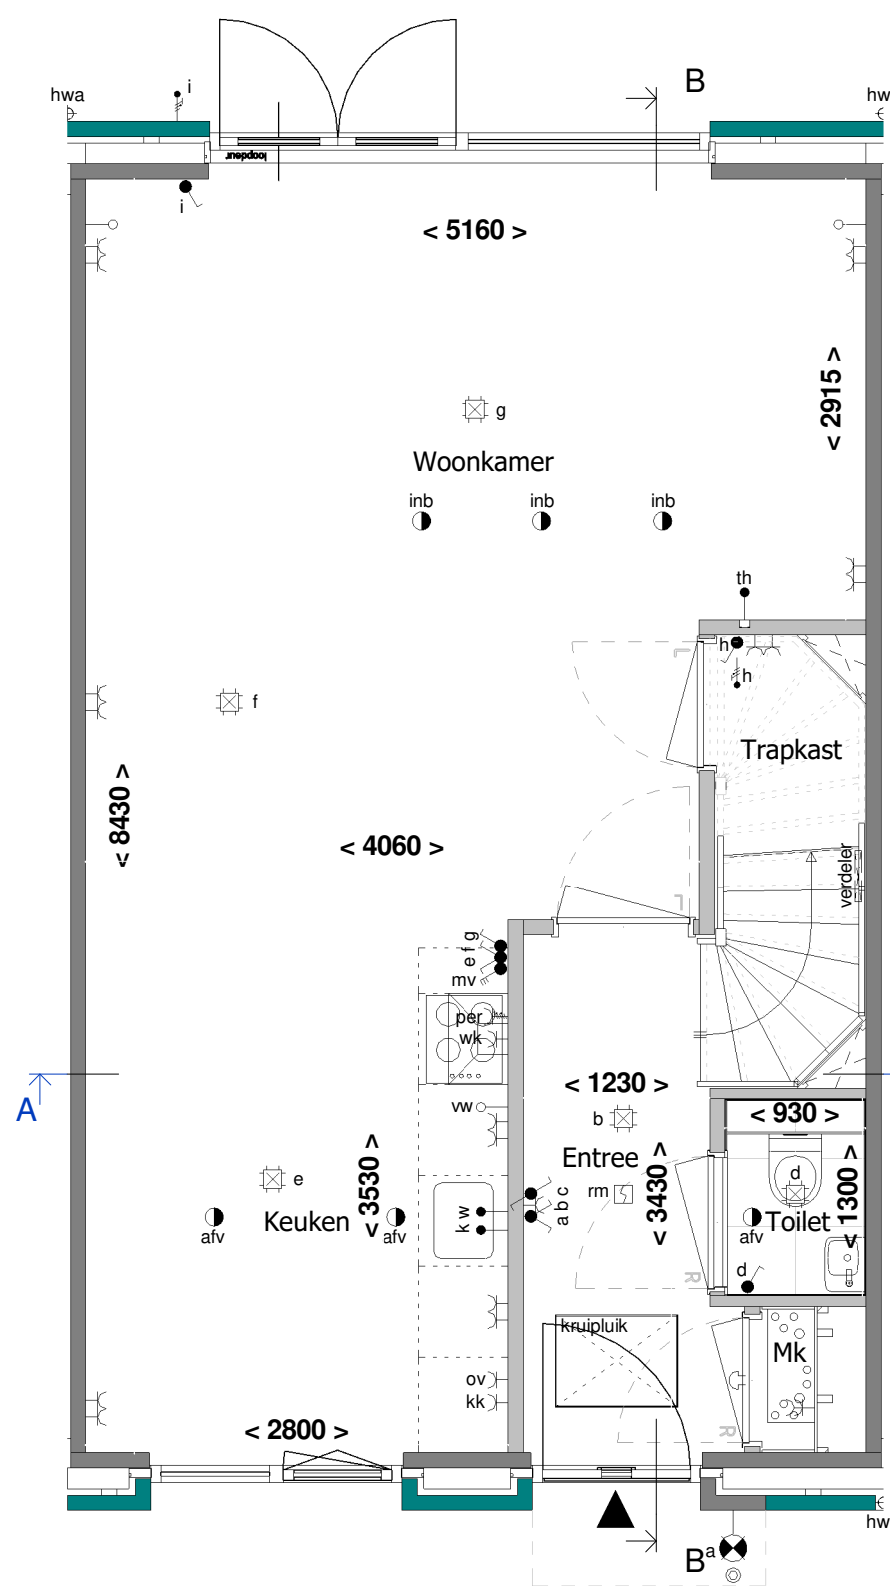 B
hwa
i
hw
loopdeur
i
< 5160 >
< 2915 >
g
Woonkamer
inb
inb
inb
th
h
L
h
f
Trapkast
< 8430 >
< 4060 >
verdeler
L
e f g
mv
per
wk
< 1230 >
A
vw
b
< 930 >
Entree
e
< 3530 >
rm
a b c
< 3430 >
d
< 1300 >
k w
Keuken
Toilet
afv
afv
afv
d
R
kruipluik
Mk
ov
kk
R
< 2800 >
hw
B
a